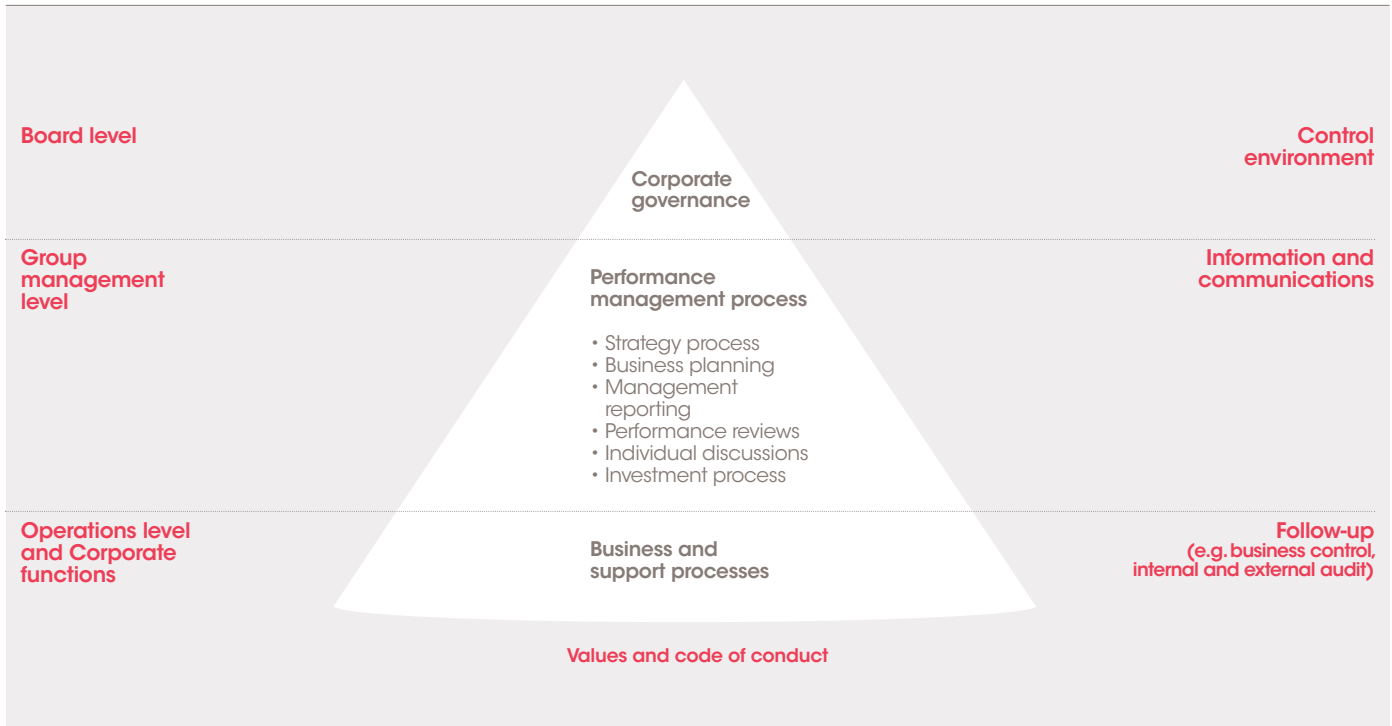 Board level
Control
environment
Corporate
governance
Group
management
level
Information and
communications
Performance
management process
• Strategy process
• Business planning
• Management
reporting
• Performance reviews
• Individual discussions
• Investment process
Operations level
and Corporate
functions
Follow-up
(e.g. business control,
internal and external audit)
Business and
support processes
Values and code of conduct